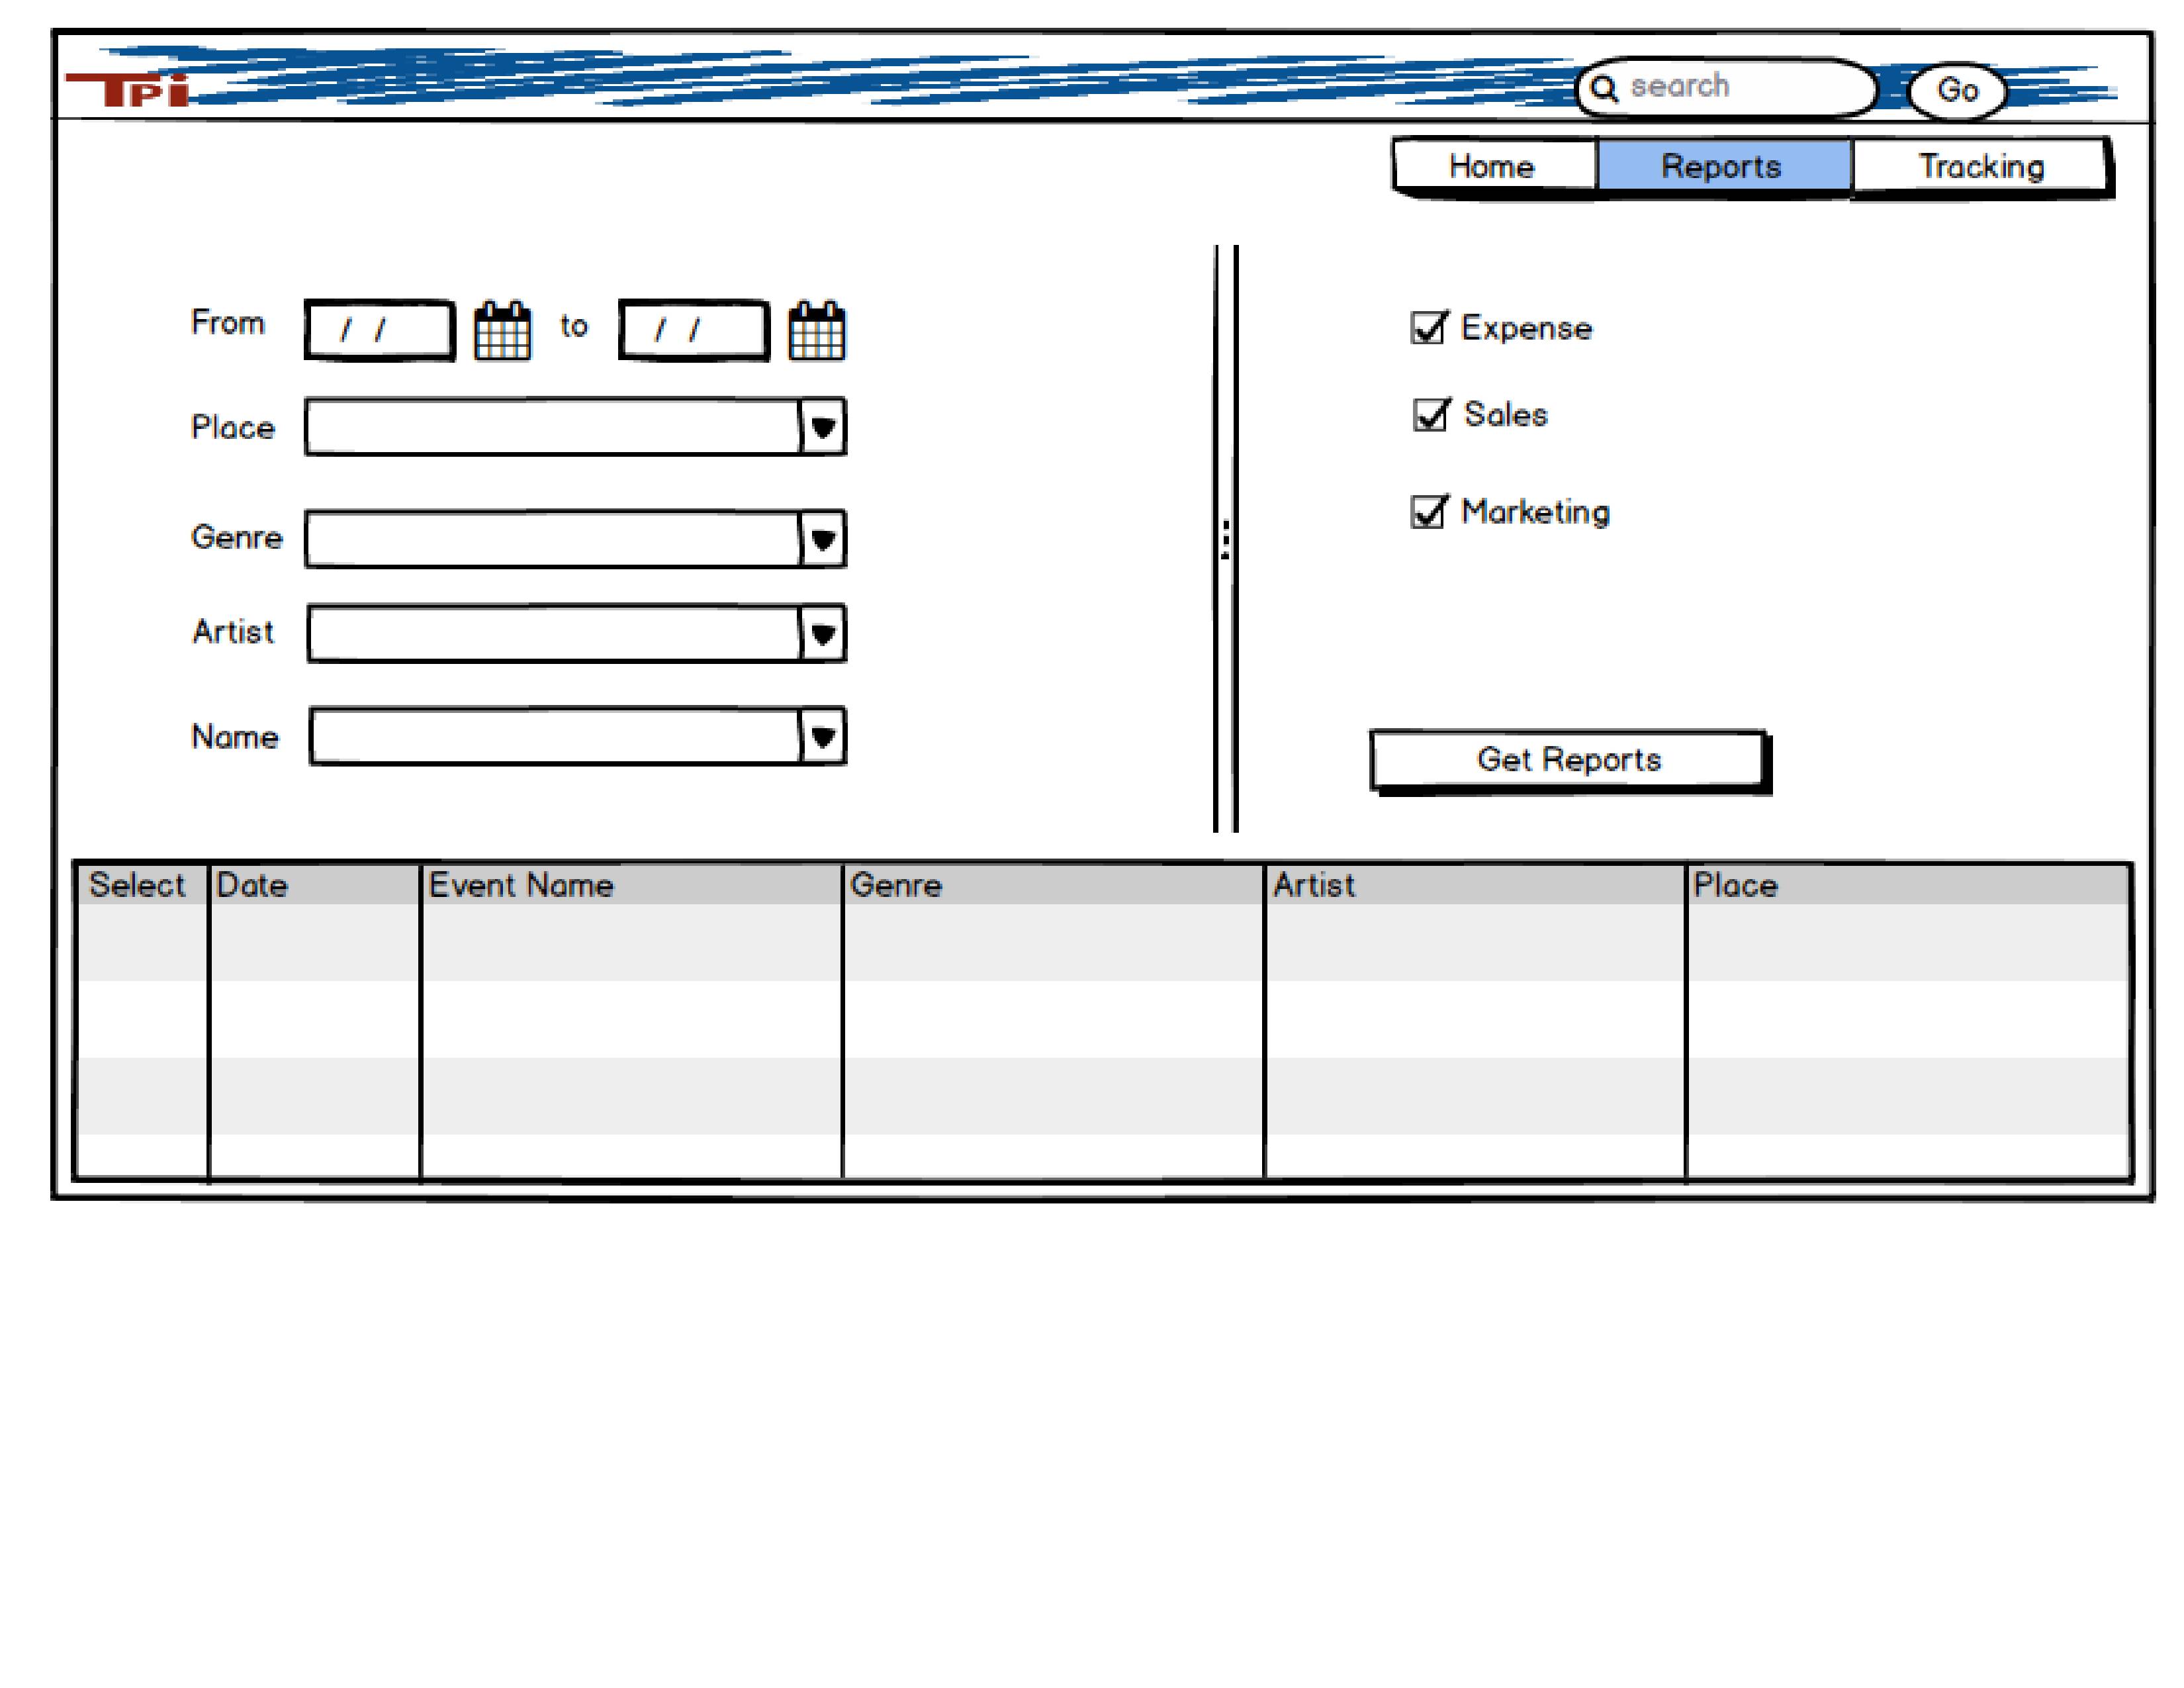 TPi
search
Go
Home Reports Tracking
From / / to / /
Place
Genre
Artist
Name
Expense
Sales
Marketing
Get Reports
Select Date Event Name Genre Artist Place